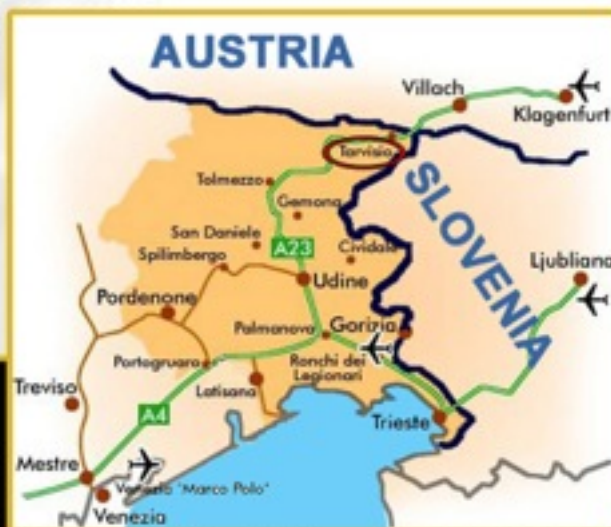 AUSTRIA
Villach
Klagenfurt
Tarvisio
Tolmezzo
SLOVENIA
Gemona
San Daniele
A23
Cividale
Spilimbergo
Udine
Ljubliana
Pordenone
Palmanova
Gorizia
Portogruaro
Ronchi dei
Legionari
Treviso
Latisana
A4
Trieste
Mestre
Venezia "Marco Polo"
Venezia